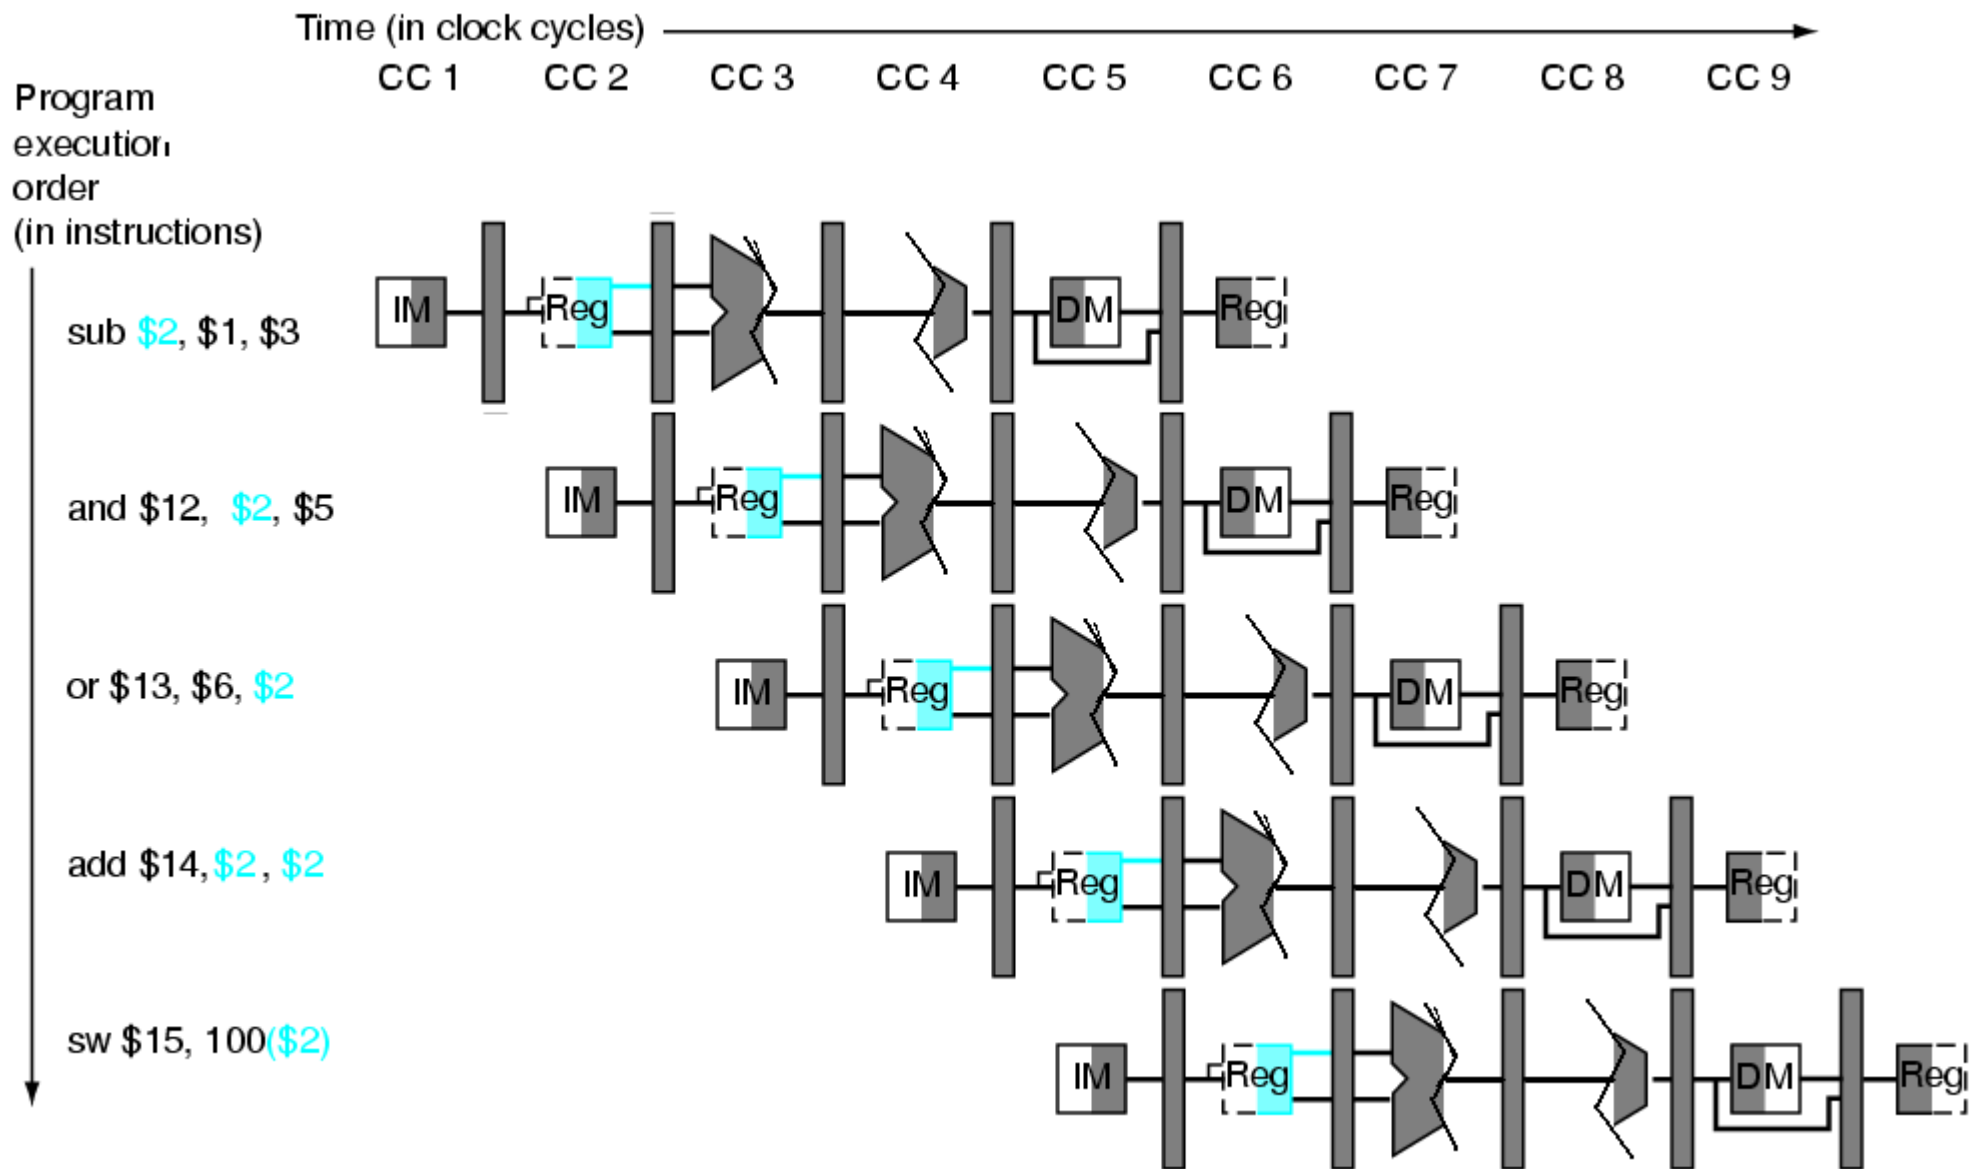 Time (in clock cycles)
CC 1 CC 2 CC 3 CC 4 CC 5 CC 6 CC 7 CC 8 CC 9
Program
execution
order
(in instructions)
IM Reg DM Reg
sub $2, $1, $3
IM Reg DM Reg
and $12, $2, $5
IM Reg DM Reg
or $13, $6, $2
IM Reg DM Reg
add $14, $2, $2
IM Reg DM Reg
sw $15, 100($2)